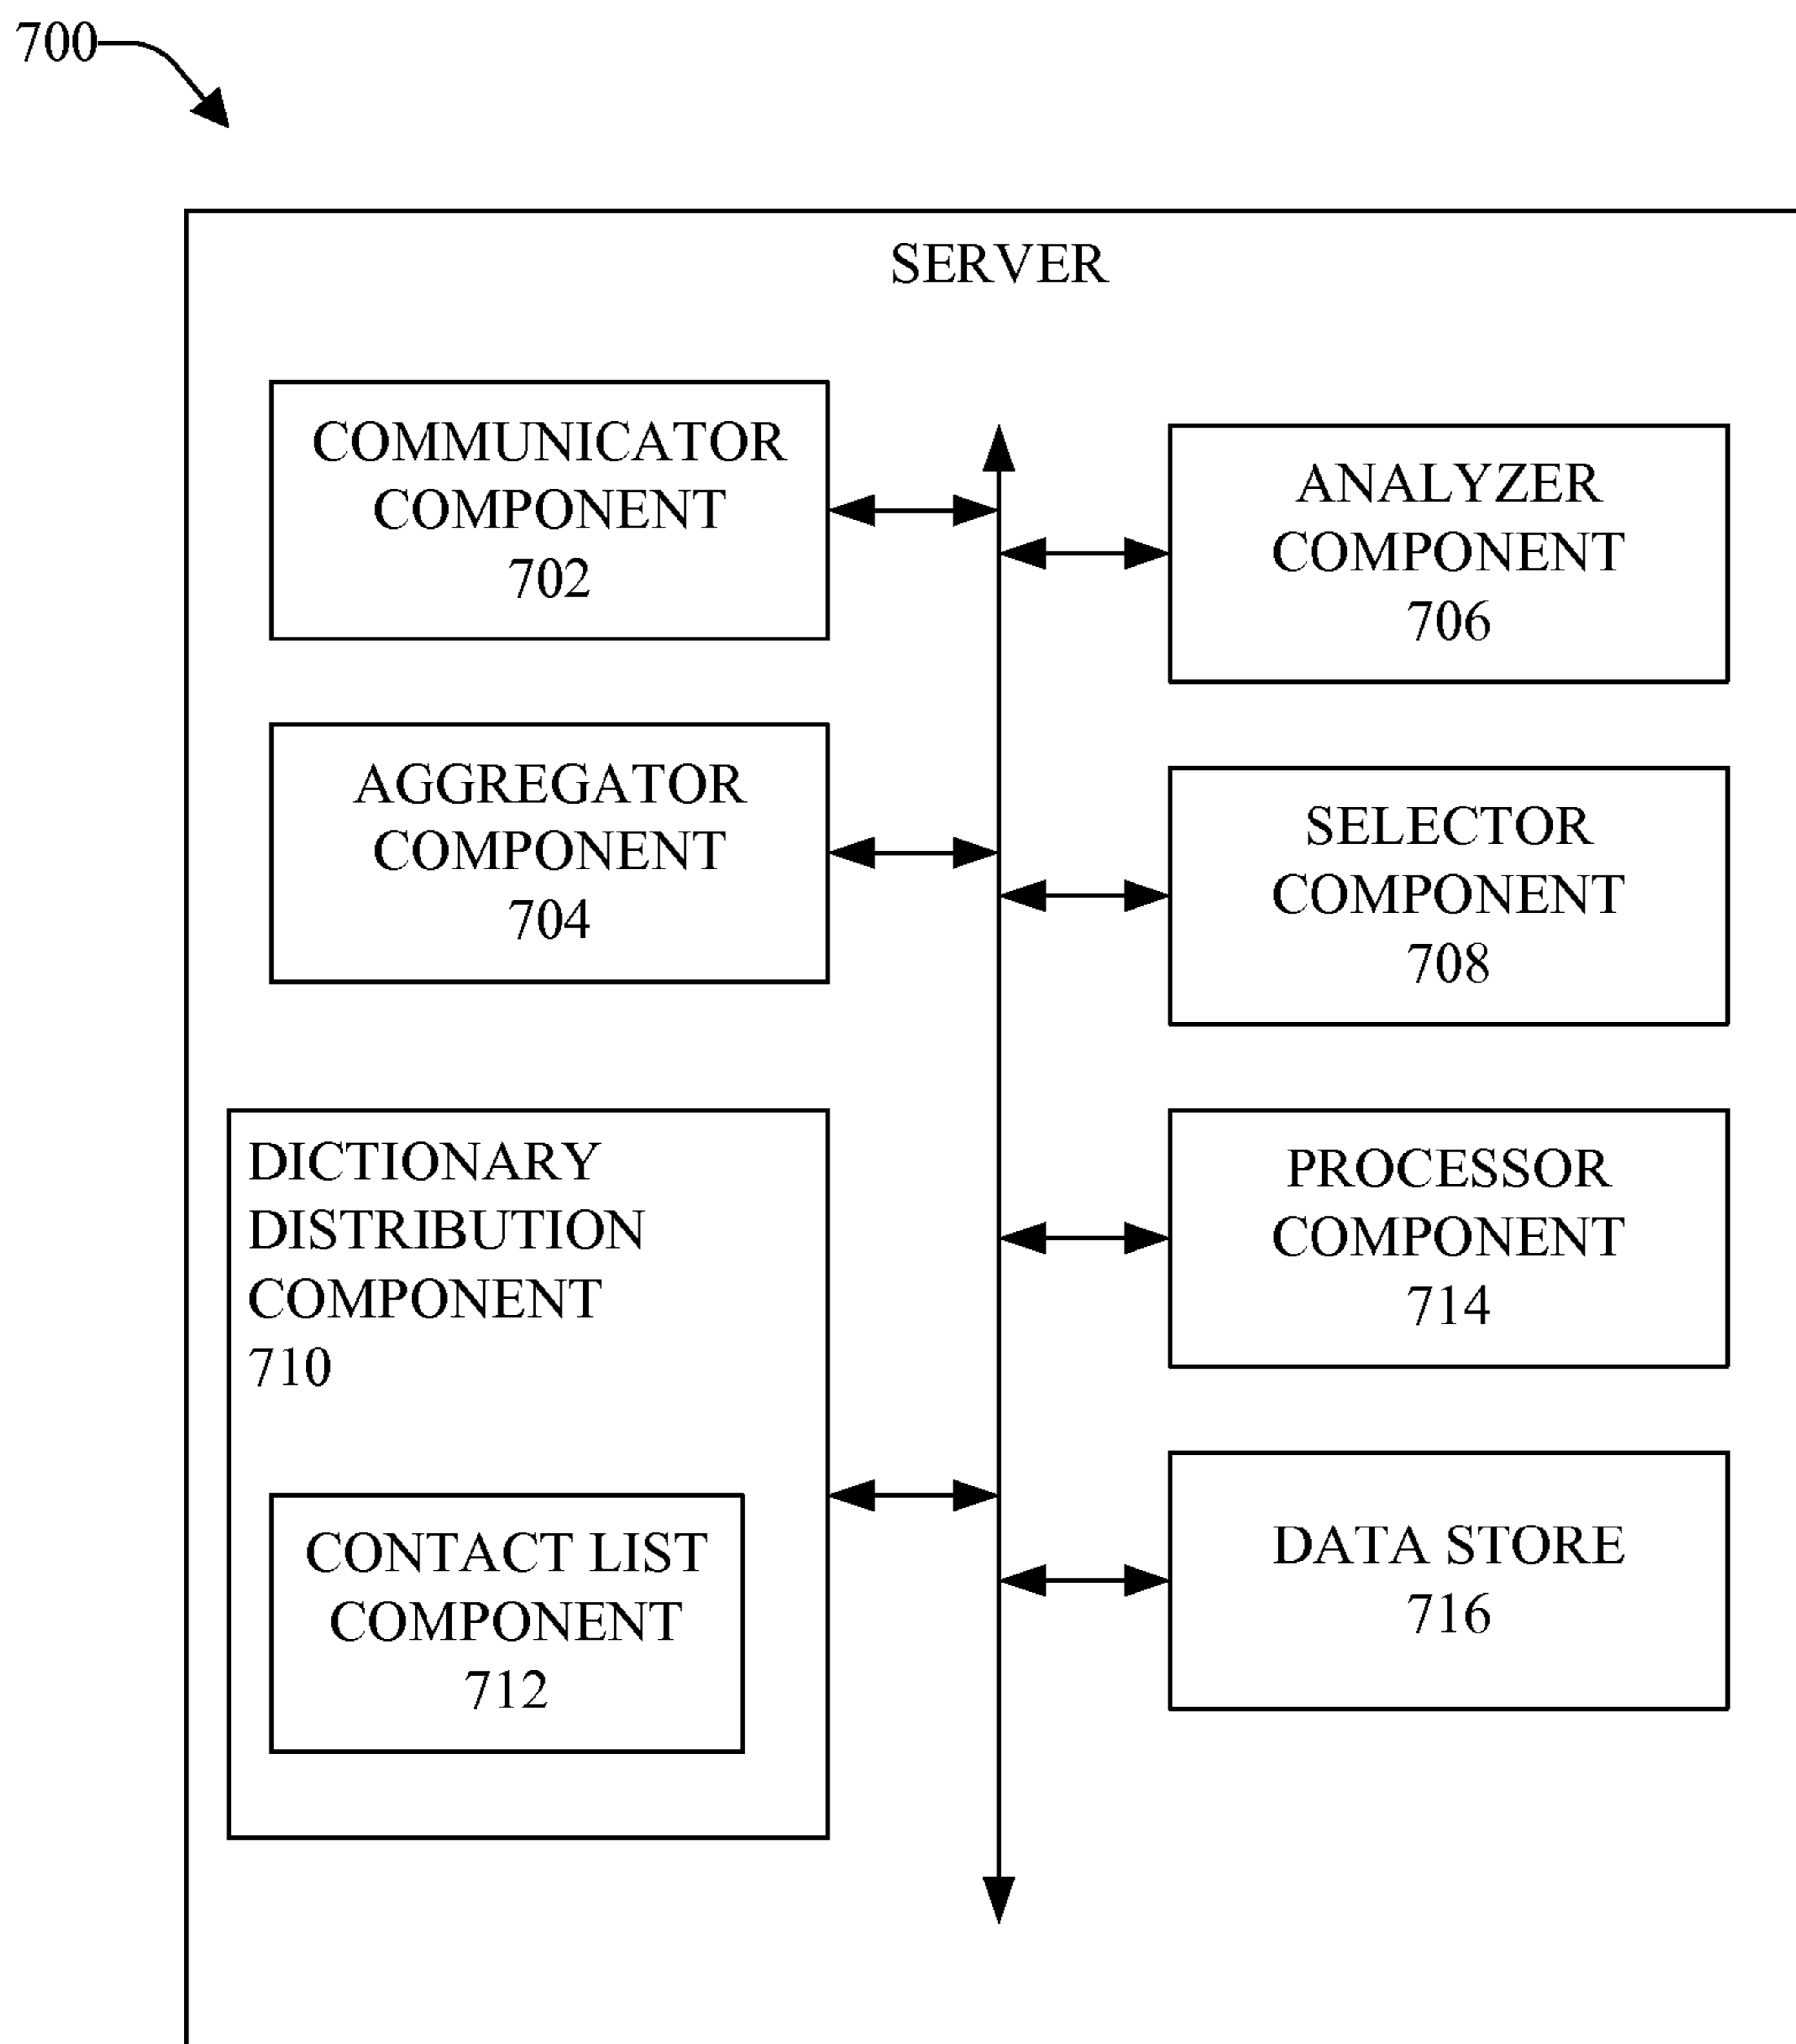 700
SERVER
COMMUNICATOR
COMPONENT
702
AGGREGATOR
COMPONENT
704
DICTIONARY
DISTRIBUTION
COMPONENT
710
CONTACT LIST
COMPONENT
712
ANALYZER
COMPONENT
706
SELECTOR
COMPONENT
708
PROCESSOR
COMPONENT
714
DATA STORE
716